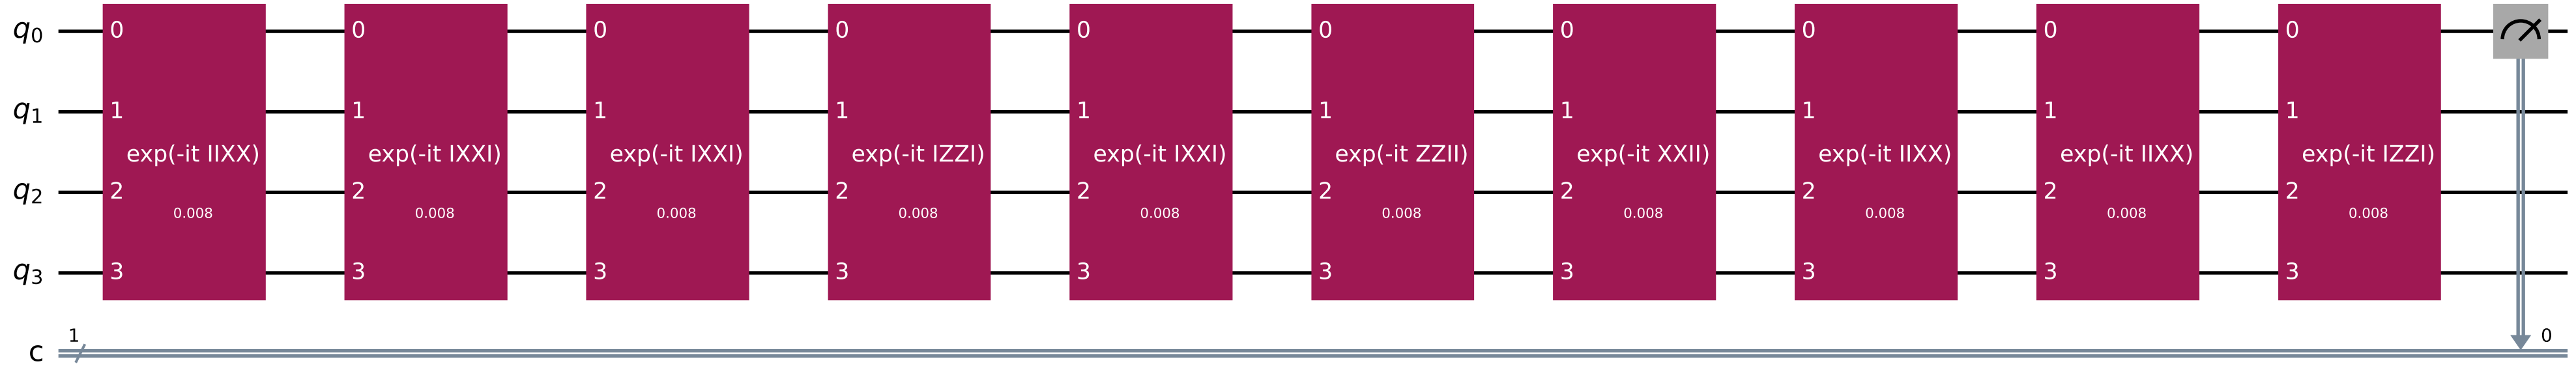 q0 0 0 0 0 0 0 0 0 0 0
q1 1 1 1 1 1 1 1 1 1 1
exp(-it IIXX) exp(-it IXXI) exp(-it IXXI) exp(-it IZZI) exp(-it IXXI) exp(-it ZZII) exp(-it XXII) exp(-it IIXX) exp(-it IIXX) exp(-it IZZI)
q2 2 2 2 2 2 2 2 2 2 2
0.008 0.008 0.008 0.008 0.008 0.008 0.008 0.008 0.008 0.008
q3 3 3 3 3 3 3 3 3 3 3
1 0
c